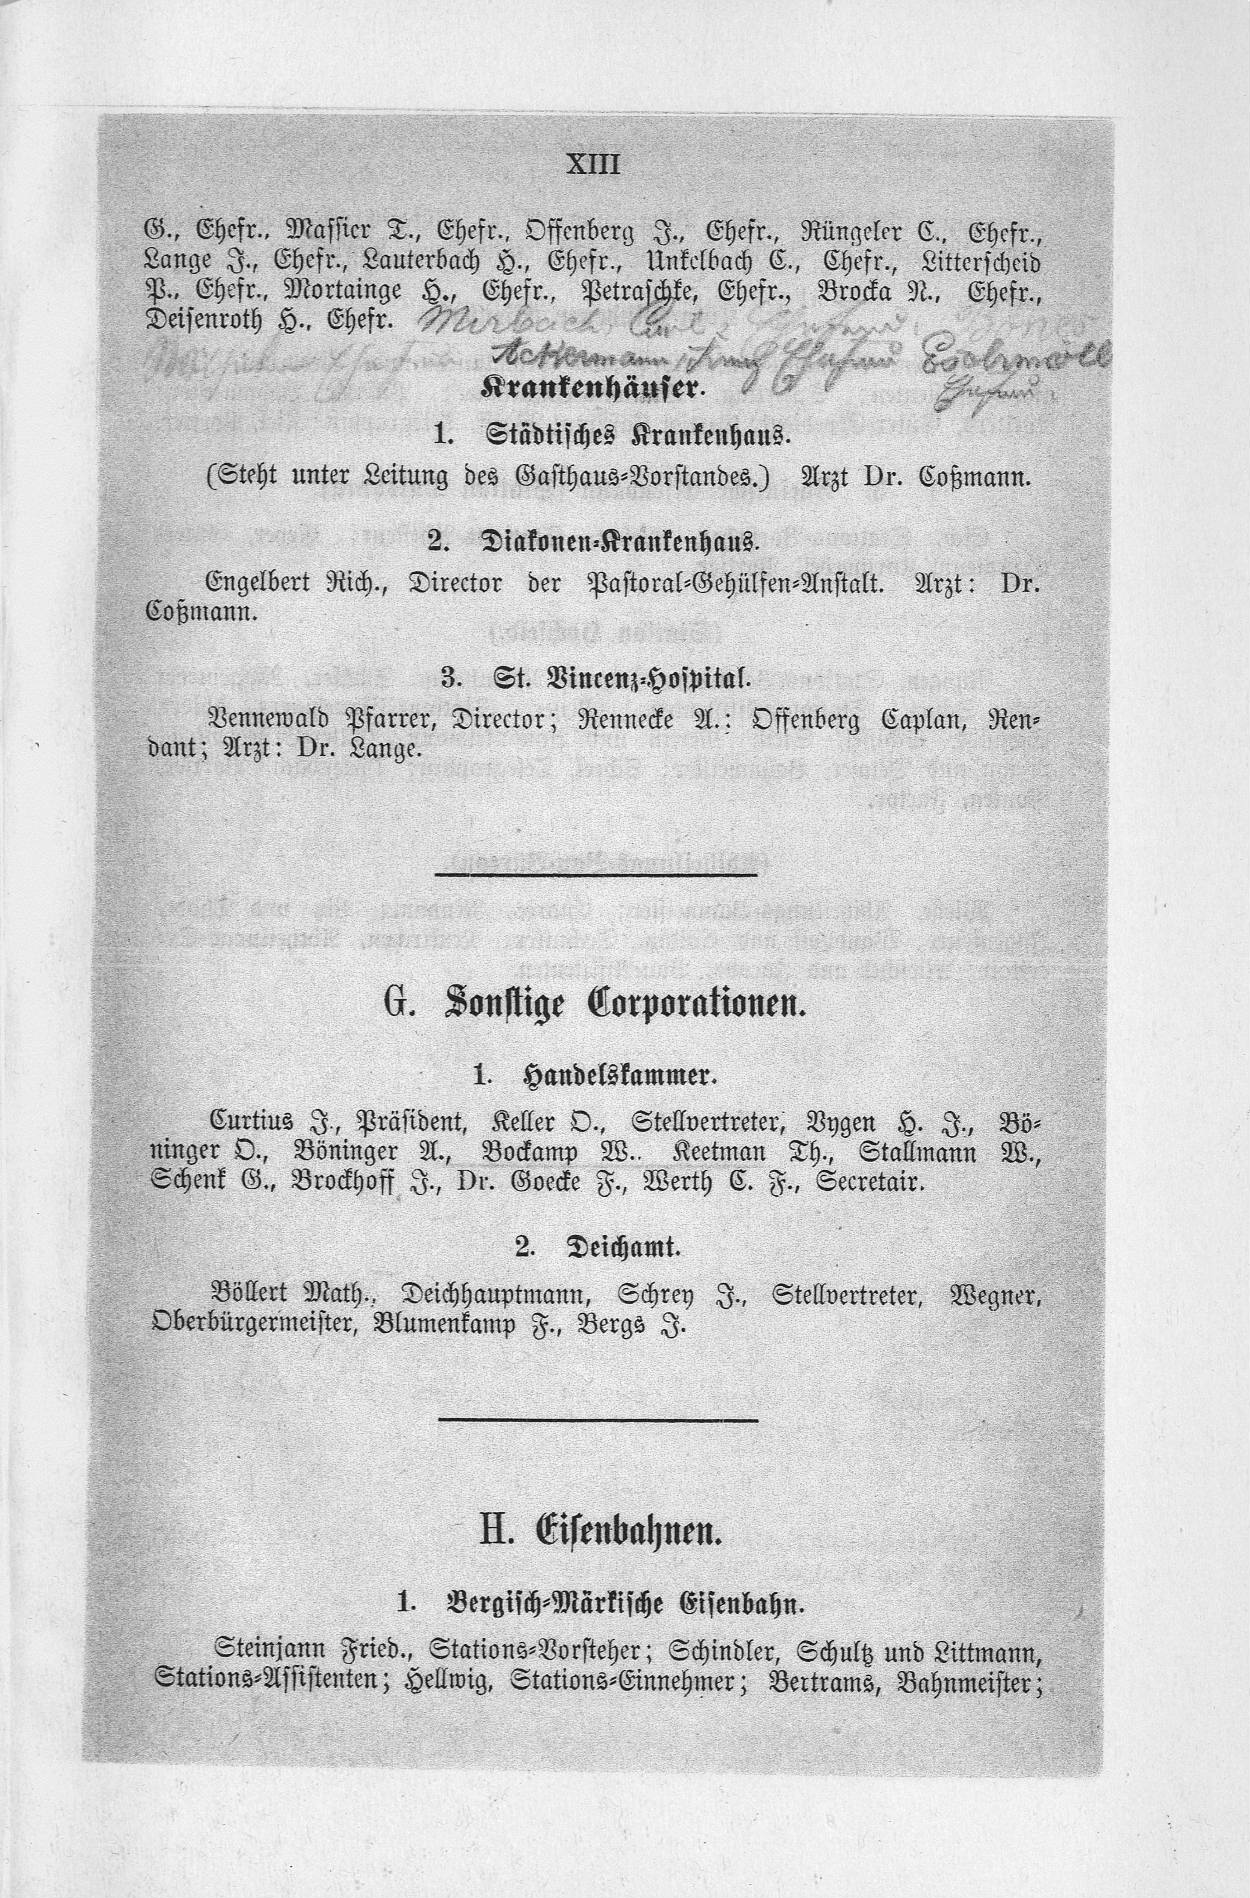 XIII
G., Ehefr., Massier T., Ehefr., Offenberg J., Ehefr., Rüngeler C., Ehefr.,
Lange J., Ehefr., Lauterbach H., Ehefr., Unkelbach C., Ehefr., Litterscheid
P., Ehefr., Mortainge H., Ehefr., Petraschke, Ehefr., Brocka N., Ehefr.,
Deisenroth H., Ehefr. Mirbach, Ehefrau,
Ackermann Ehefrau
Ehefrau
Krankenhäuser.
1. Städtisches Krankenhaus.
(Steht unter Leitung des Gasthaus-Vorstandes.) Arzt Dr. Coßmann.
2. Diakonen-Krankenhaus.
Engelbert Rich., Director der Pastoral-Gehülfen-Anstalt. Arzt: Dr.
Coßmann.
3. St. Vincenz-Hospital.
Vennewald Pfarrer, Director; Rennecke A.: Offenberg Caplan, Ren-
dant; Arzt: Dr. Lange.
G. Sonstige Corporationen.
1. Handelskammer.
Curtius J., Präsident, Keller O., Stellvertreter, Vygen H. J., Bö-
ninger O., Böninger A., Bockamp W.. Keetman Th., Stallmann W.,
Schenk G., Brockhoff J., Dr. Goecke F., Werth C. F., Secretair.
2. Deichamt.
Böllert Math., Deichhauptmann, Schrey J., Stellvertreter, Wegner,
Oberbürgermeister, Blumenkamp F., Bergs J.
H. Eisenbahnen.
1. Bergisch-Märkische Eisenbahn.
Steinjann Fried., Stations-Vorsteher; Schindler, Schultz und Littmann,
Stations-Assistenten; Hellwig, Stations-Einnehmer; Bertrams, Bahnmeister;